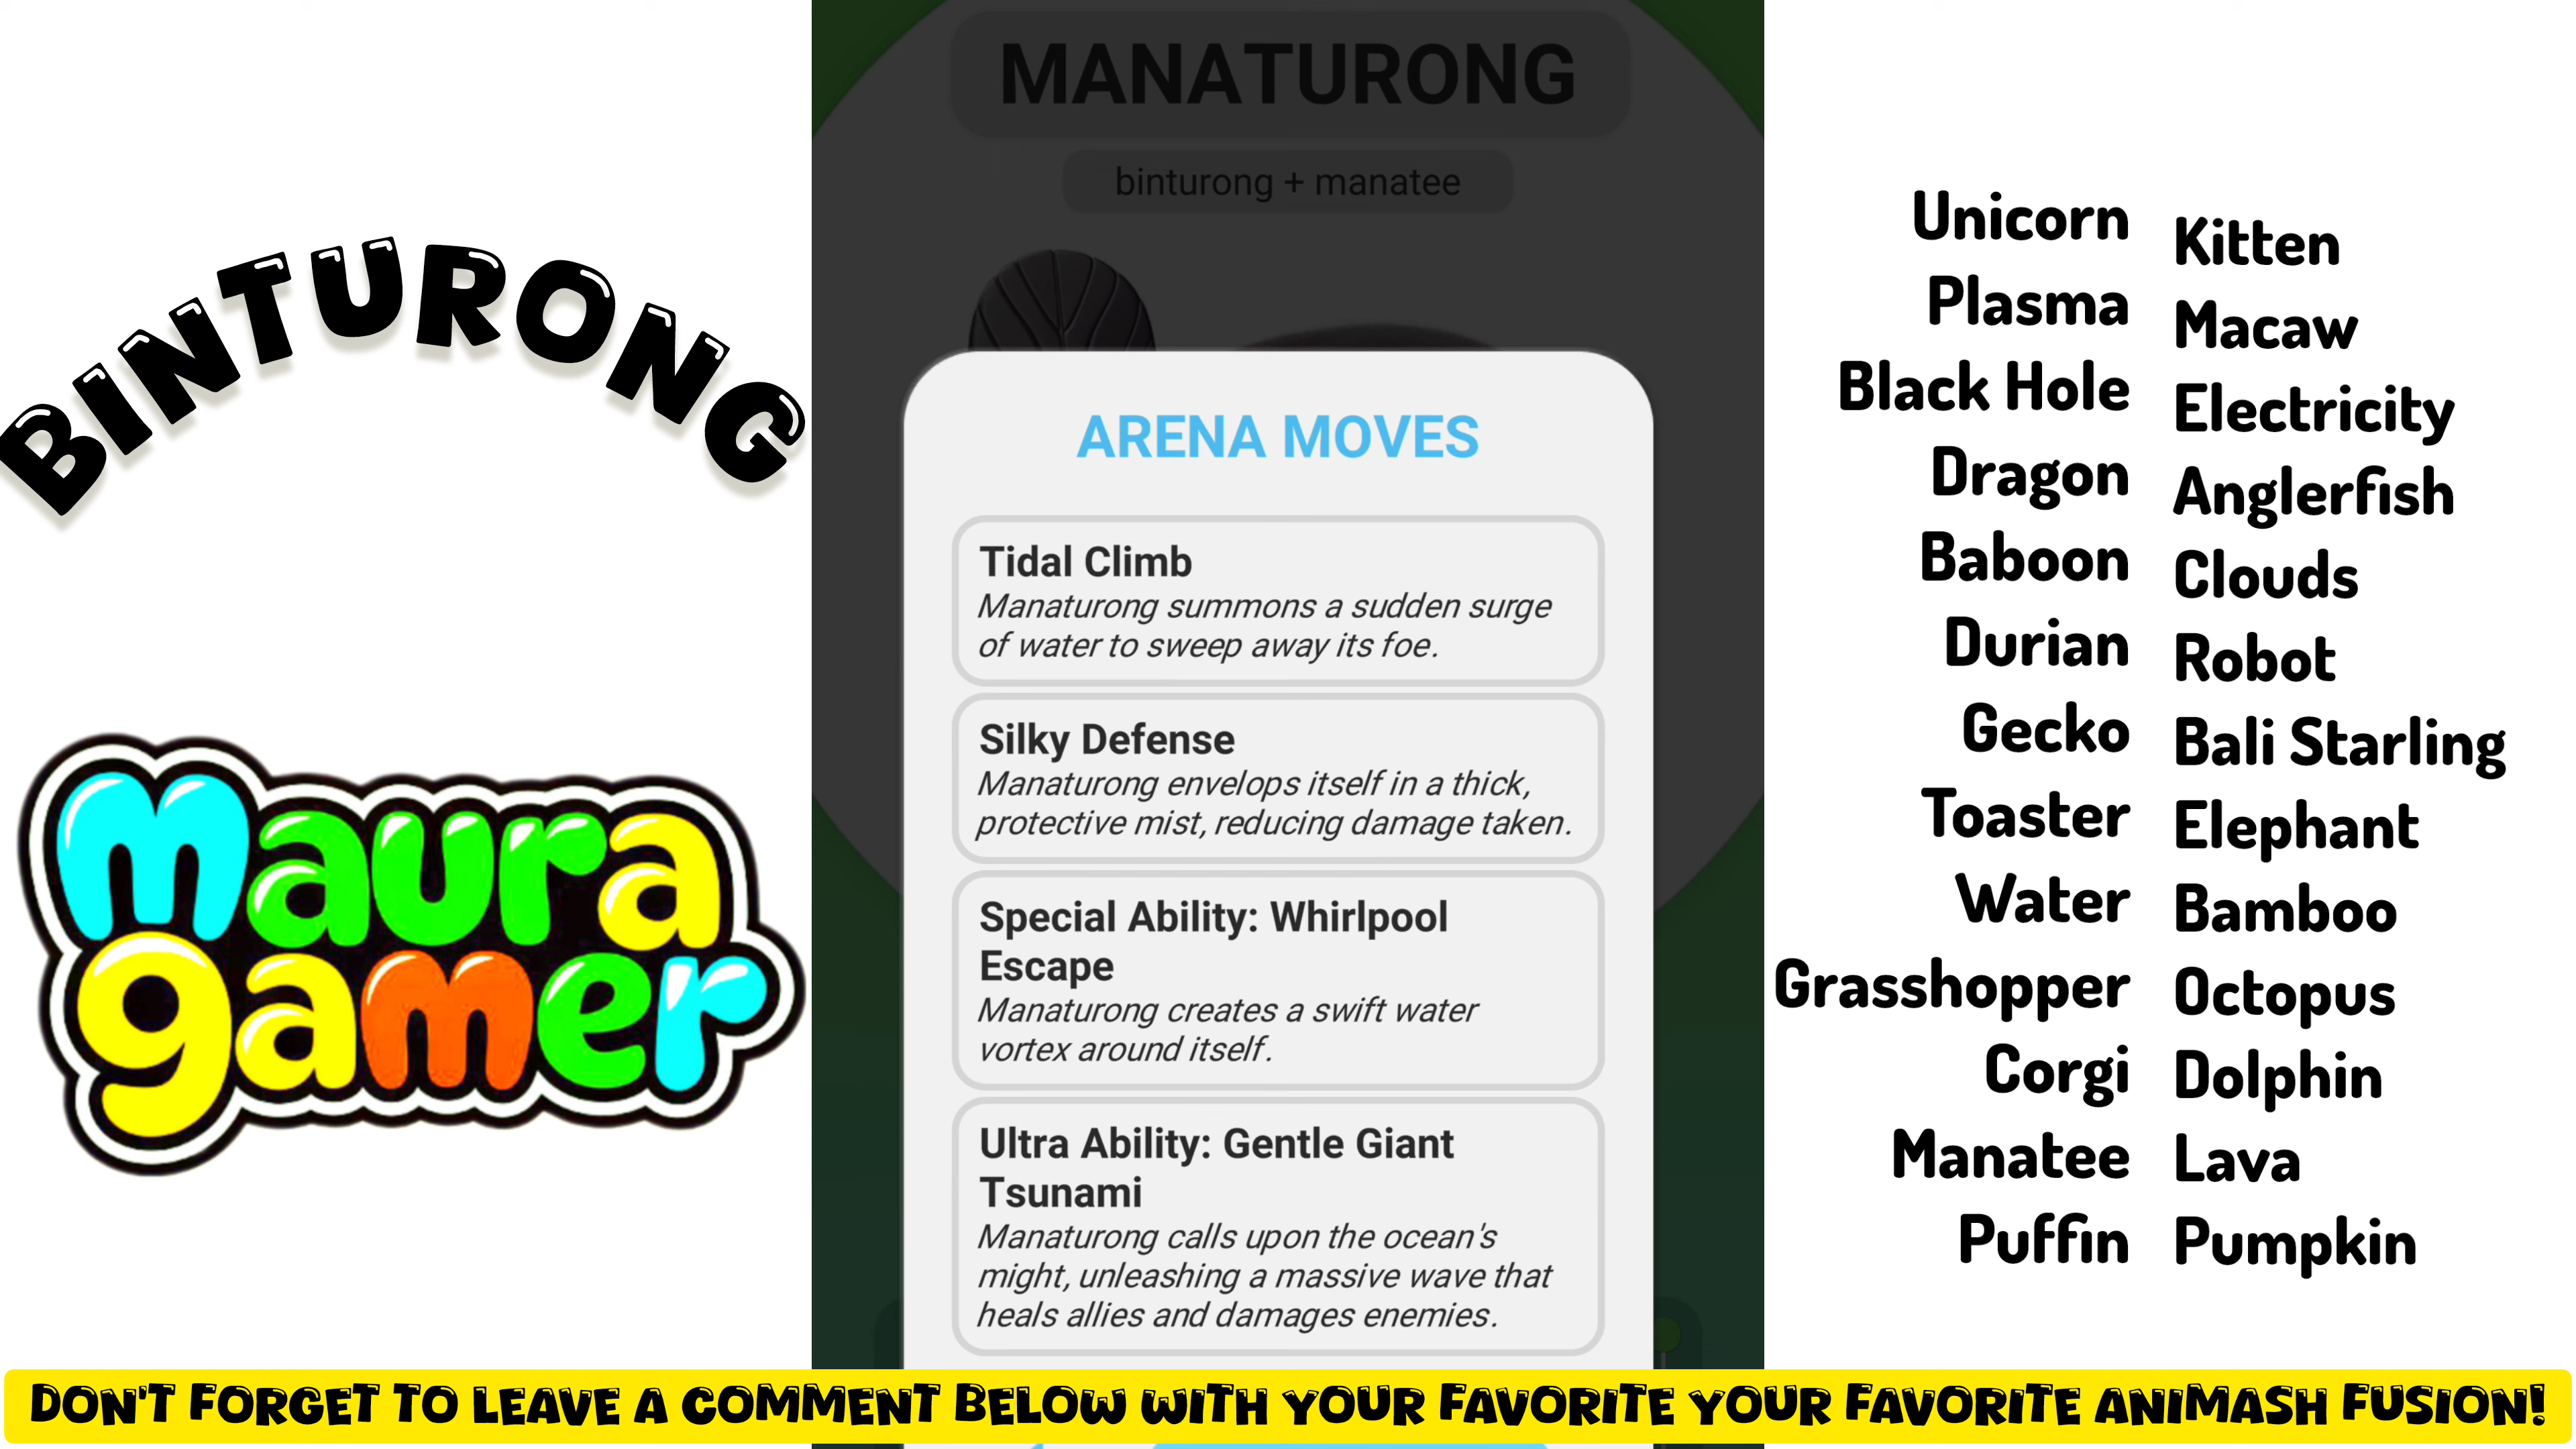 BINTURONG
maura
gamer
MANATURONG
binturong + manatee
ARENA MOVES
Tidal Climb
Manaturong summons a sudden surge
of water to sweep away its foe.
Silky Defense
Manaturong envelops itself in a thick,
protective mist, reducing damage taken.
Special Ability: Whirlpool
Escape
Manaturong creates a swift water
vortex around itself.
Ultra Ability: Gentle Giant
Tsunami
Manaturong calls upon the ocean's
might, unleashing a massive wave that
heals allies and damages enemies.
Unicorn
Plasma
Black Hole
Dragon
Baboon
Durian
Gecko
Toaster
Water
Grasshopper
Corgi
Manatee
Puffin
Kitten
Macaw
Electricity
Anglerfish
Clouds
Robot
Bali Starling
Elephant
Bamboo
Octopus
Dolphin
Lava
Pumpkin
DON'T FORGET TO LEAVE A COMMENT BELOW WITH YOUR FAVORITE YOUR FAVORITE ANIMASH FUSION!